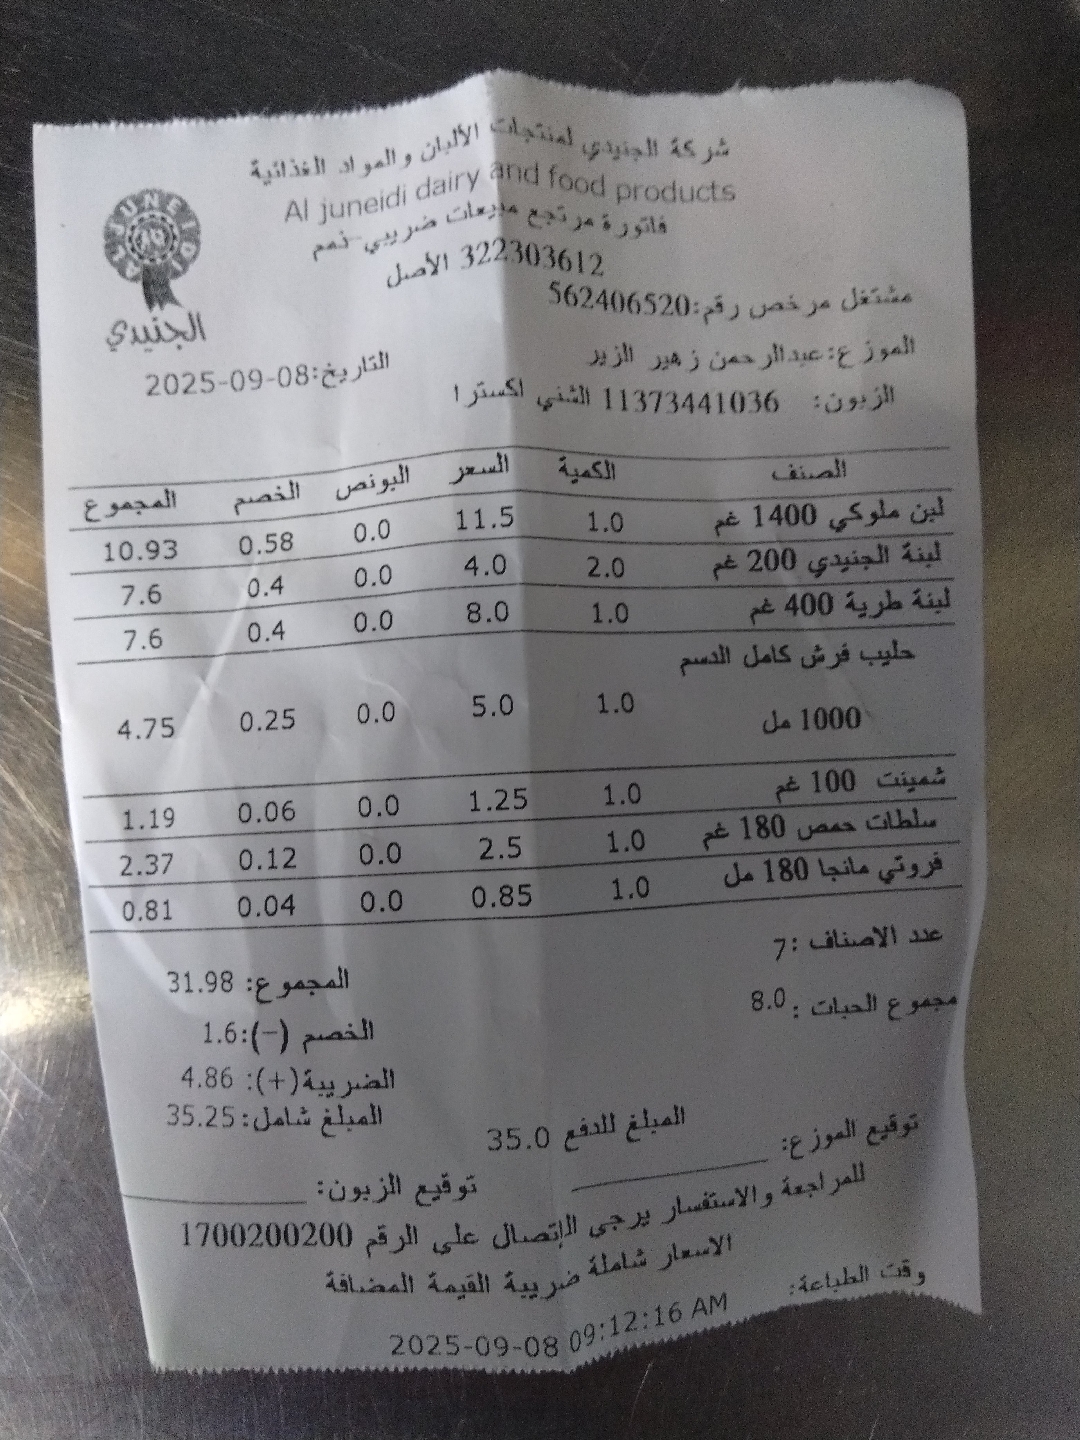 شركة الجنيدي لمنتجات الألبان والمواد الغذائية
Al juneidi dairy and food products
فاتورة مرتجع مبيعات ضريبي-ذمم
322303612 الأصل
AL JUNEIDI
الجنيدي
مشتغل مرخص رقم:562406520
الموزع:عبدالرحمن زهير الزير
التاريخ:2025-09-08
الزبون: 11373441036 الشني اكسترا
الصنف الكمية السعر البونص الخصم المجموع
لبن ملوكي 1400 غم 1.0 11.5 0.0 0.58 10.93
لبنة الجنيدي 200 غم 2.0 4.0 0.0 0.4 7.6
لبنة طرية 400 غم 1.0 8.0 0.0 0.4 7.6
حليب فرش كامل الدسم
1000 مل 1.0 5.0 0.0 0.25 4.75
شمينت 100 غم 1.0 1.25 0.0 0.06 1.19
سلطات حمص 180 غم 1.0 2.5 0.0 0.12 2.37
فروتي مانجا 180 مل 1.0 0.85 0.0 0.04 0.81
عدد الاصناف :7
المجموع: 31.98
مجموع الحبات :8.0
الخصم (-):1.6
الضريبة(+): 4.86
المبلغ شامل:35.25
المبلغ للدفع 35.0
توقيع الموزع:
توقيع الزبون:
للمراجعة والاستفسار يرجى الإتصال على الرقم 1700200200
الاسعار شاملة ضريبة القيمة المضافة
وقت الطباعة:
2025-09-08 09:12:16 AM